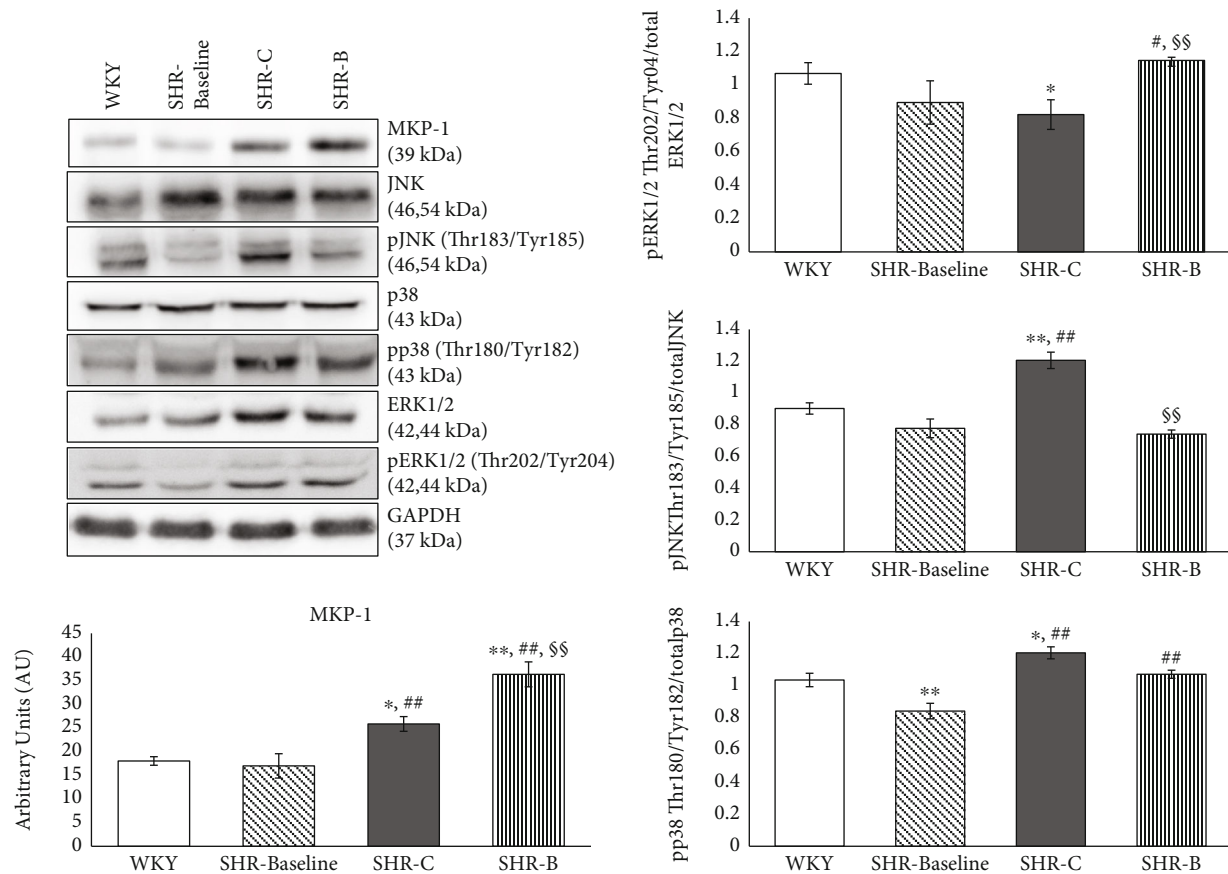 WKY
SHR-
Baseline
SHR-C
SHR-B
MKP-1
(39 kDa)
JNK
(46,54 kDa)
pJNK (Thr183/Tyr185)
(46,54 kDa)
p38
(43 kDa)
pp38 (Thr180/Tyr182)
(43 kDa)
ERK1/2
(42,44 kDa)
pERK1/2 (Thr202/Tyr204)
(42,44 kDa)
GAPDH
(37 kDa)
MKP-1
Arbitrary Units (AU)
45
40
35
30
25
20
15
10
5
0
*, ##
**, ##, §§
WKY
SHR-Baseline
SHR-C
SHR-B
pERK1/2 Thr202/Tyr04/total
ERK1/2
1.4
1.2
1
0.8
0.6
0.4
0.2
0
*
#, §§
WKY
SHR-Baseline
SHR-C
SHR-B
pJNKThr183/Tyr185/totalJNK
1.4
1.2
1
0.8
0.6
0.4
0.2
0
**, ##
§§
WKY
SHR-Baseline
SHR-C
SHR-B
pp38 Thr180/Tyr182/totalp38
1.4
1.2
1
0.8
0.6
0.4
0.2
0
**
*, ##
##
WKY
SHR-Baseline
SHR-C
SHR-B